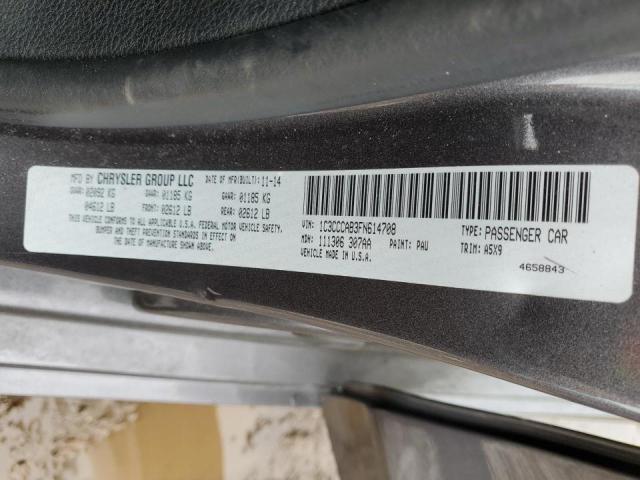 MFD BY CHRYSLER GROUP LLC DATE OF MFR(BUILT): 11-14
GVWR: 02092 KG GAWR: 01185 KG GAWR: 01185 KG
04612 LB FRONT: 02612 LB REAR: 02612 LB
THIS VEHICLE CONFORMS TO ALL APPLICABLE U.S.A. FEDERAL MOTOR VEHICLE
SAFETY, BUMPER, AND THEFT PREVENTION STANDARDS IN EFFECT ON
THE DATE OF MANUFACTURE SHOWN ABOVE.
VIN: 1C3CCCAB3FN614708 TYPE: PASSENGER CAR
MDH: 111306 307AA PAINT: PAU TRIM: A5X9
VEHICLE MADE IN U.S.A.
4658843